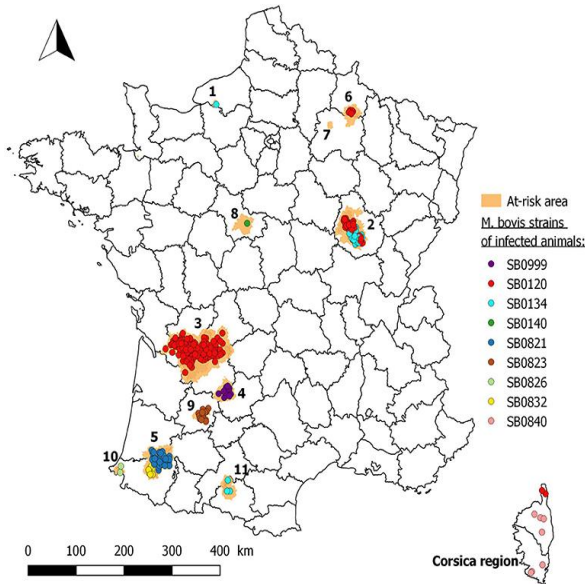 1
6
7
8
2
3
4
9
5
10
11
At-risk area
M. bovis strains
of infected animals:
SB0999
SB0120
SB0134
SB0140
SB0821
SB0823
SB0826
SB0832
SB0840
Corsica region
0 100 200 300 400 km